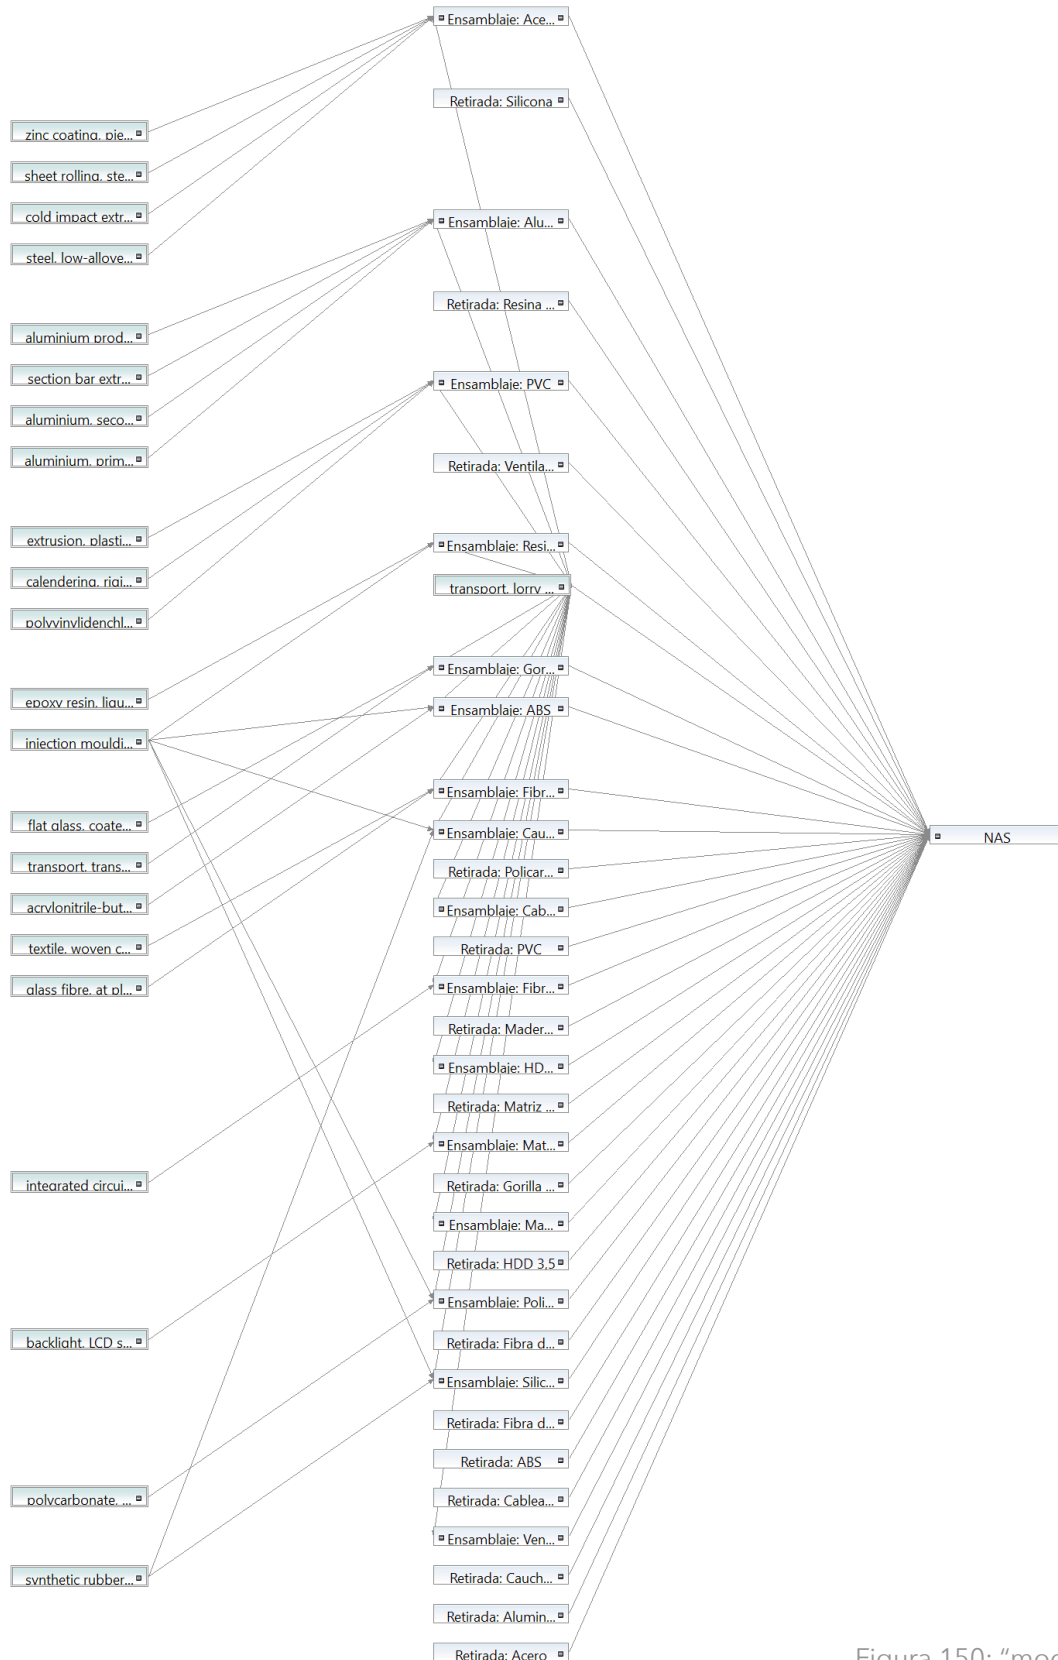 zinc coating, pie...
sheet rolling, ste...
cold impact extr...
steel, low-alloye...
aluminium prod...
section bar extr...
aluminium, seco...
aluminium, prim...
extrusion, plasti...
calendering, rigi...
polyvinylidenchl...
epoxy resin, liqu...
injection mouldi...
flat glass, coate...
transport, trans...
acrylonitrile-but...
textile, woven c...
glass fibre, at pl...
integrated circui...
backlight, LCD s...
polycarbonate, ...
synthetic rubber...
Ensamblaje: Ace...
Retirada: Silicona
Ensamblaje: Alu...
Retirada: Resina ...
Ensamblaje: PVC
Retirada: Ventila...
Ensamblaje: Resi...
transport, lorry ...
Ensamblaje: Gor...
Ensamblaje: ABS
Ensamblaje: Fibr...
Ensamblaje: Cau...
Retirada: Policar...
Ensamblaje: Cab...
Retirada: PVC
Ensamblaje: Fibr...
Retirada: Mader...
Ensamblaje: HD...
Retirada: Matriz ...
Ensamblaje: Mat...
Retirada: Gorilla ...
Ensamblaje: Ma...
Retirada: HDD 3,5
Ensamblaje: Poli...
Retirada: Fibra d...
Ensamblaje: Silic...
Retirada: Fibra d...
Retirada: ABS
Retirada: Cablea...
Ensamblaje: Ven...
Retirada: Cauch...
Retirada: Alumin...
Retirada: Acero
NAS
Figura 150: “mod